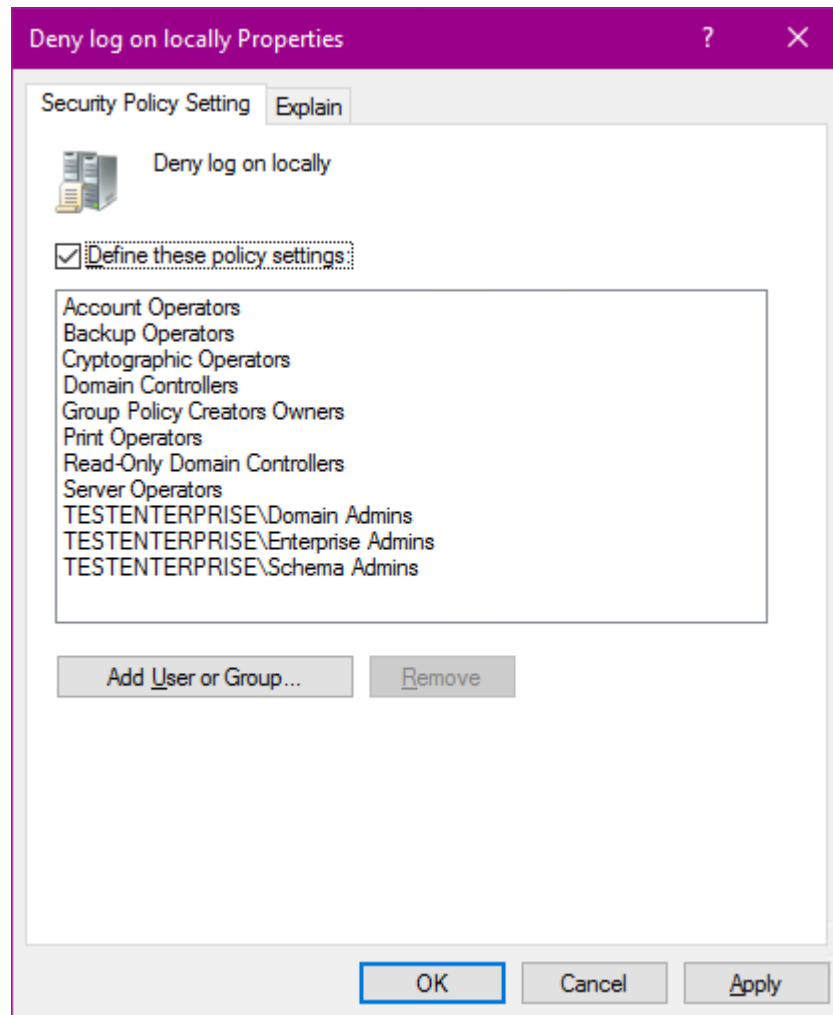 Deny log on locally Properties
?
Security Policy Setting
Explain
Deny log on locally
Define these policy settings:
Account Operators
Backup Operators
Cryptographic Operators
Domain Controllers
Group Policy Creators Owners
Print Operators
Read-Only Domain Controllers
Server Operators
TESTENTERPRISE\Domain Admins
TESTENTERPRISE\Enterprise Admins
TESTENTERPRISE\Schema Admins
Add User or Group...
Remove
OK
Cancel
Apply